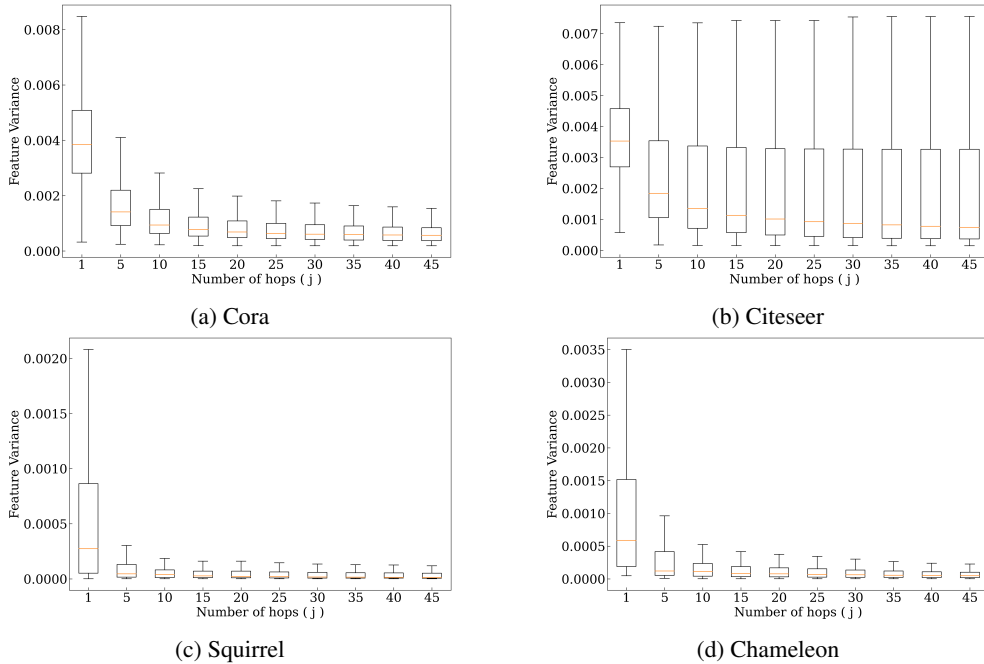 Feature Variance
0.008
0.006
0.004
0.002
0.000
1 5 10 15 20 25 30 35 40 45
Number of hops ( j )
(a) Cora
Feature Variance
0.007
0.006
0.005
0.004
0.003
0.002
0.001
0.000
1 5 10 15 20 25 30 35 40 45
Number of hops ( j )
(b) Citeseer
Feature Variance
0.0020
0.0015
0.0010
0.0005
0.0000
1 5 10 15 20 25 30 35 40 45
Number of hops ( j )
(c) Squirrel
Feature Variance
0.0035
0.0030
0.0025
0.0020
0.0015
0.0010
0.0005
0.0000
1 5 10 15 20 25 30 35 40 45
Number of hops ( j )
(d) Chameleon